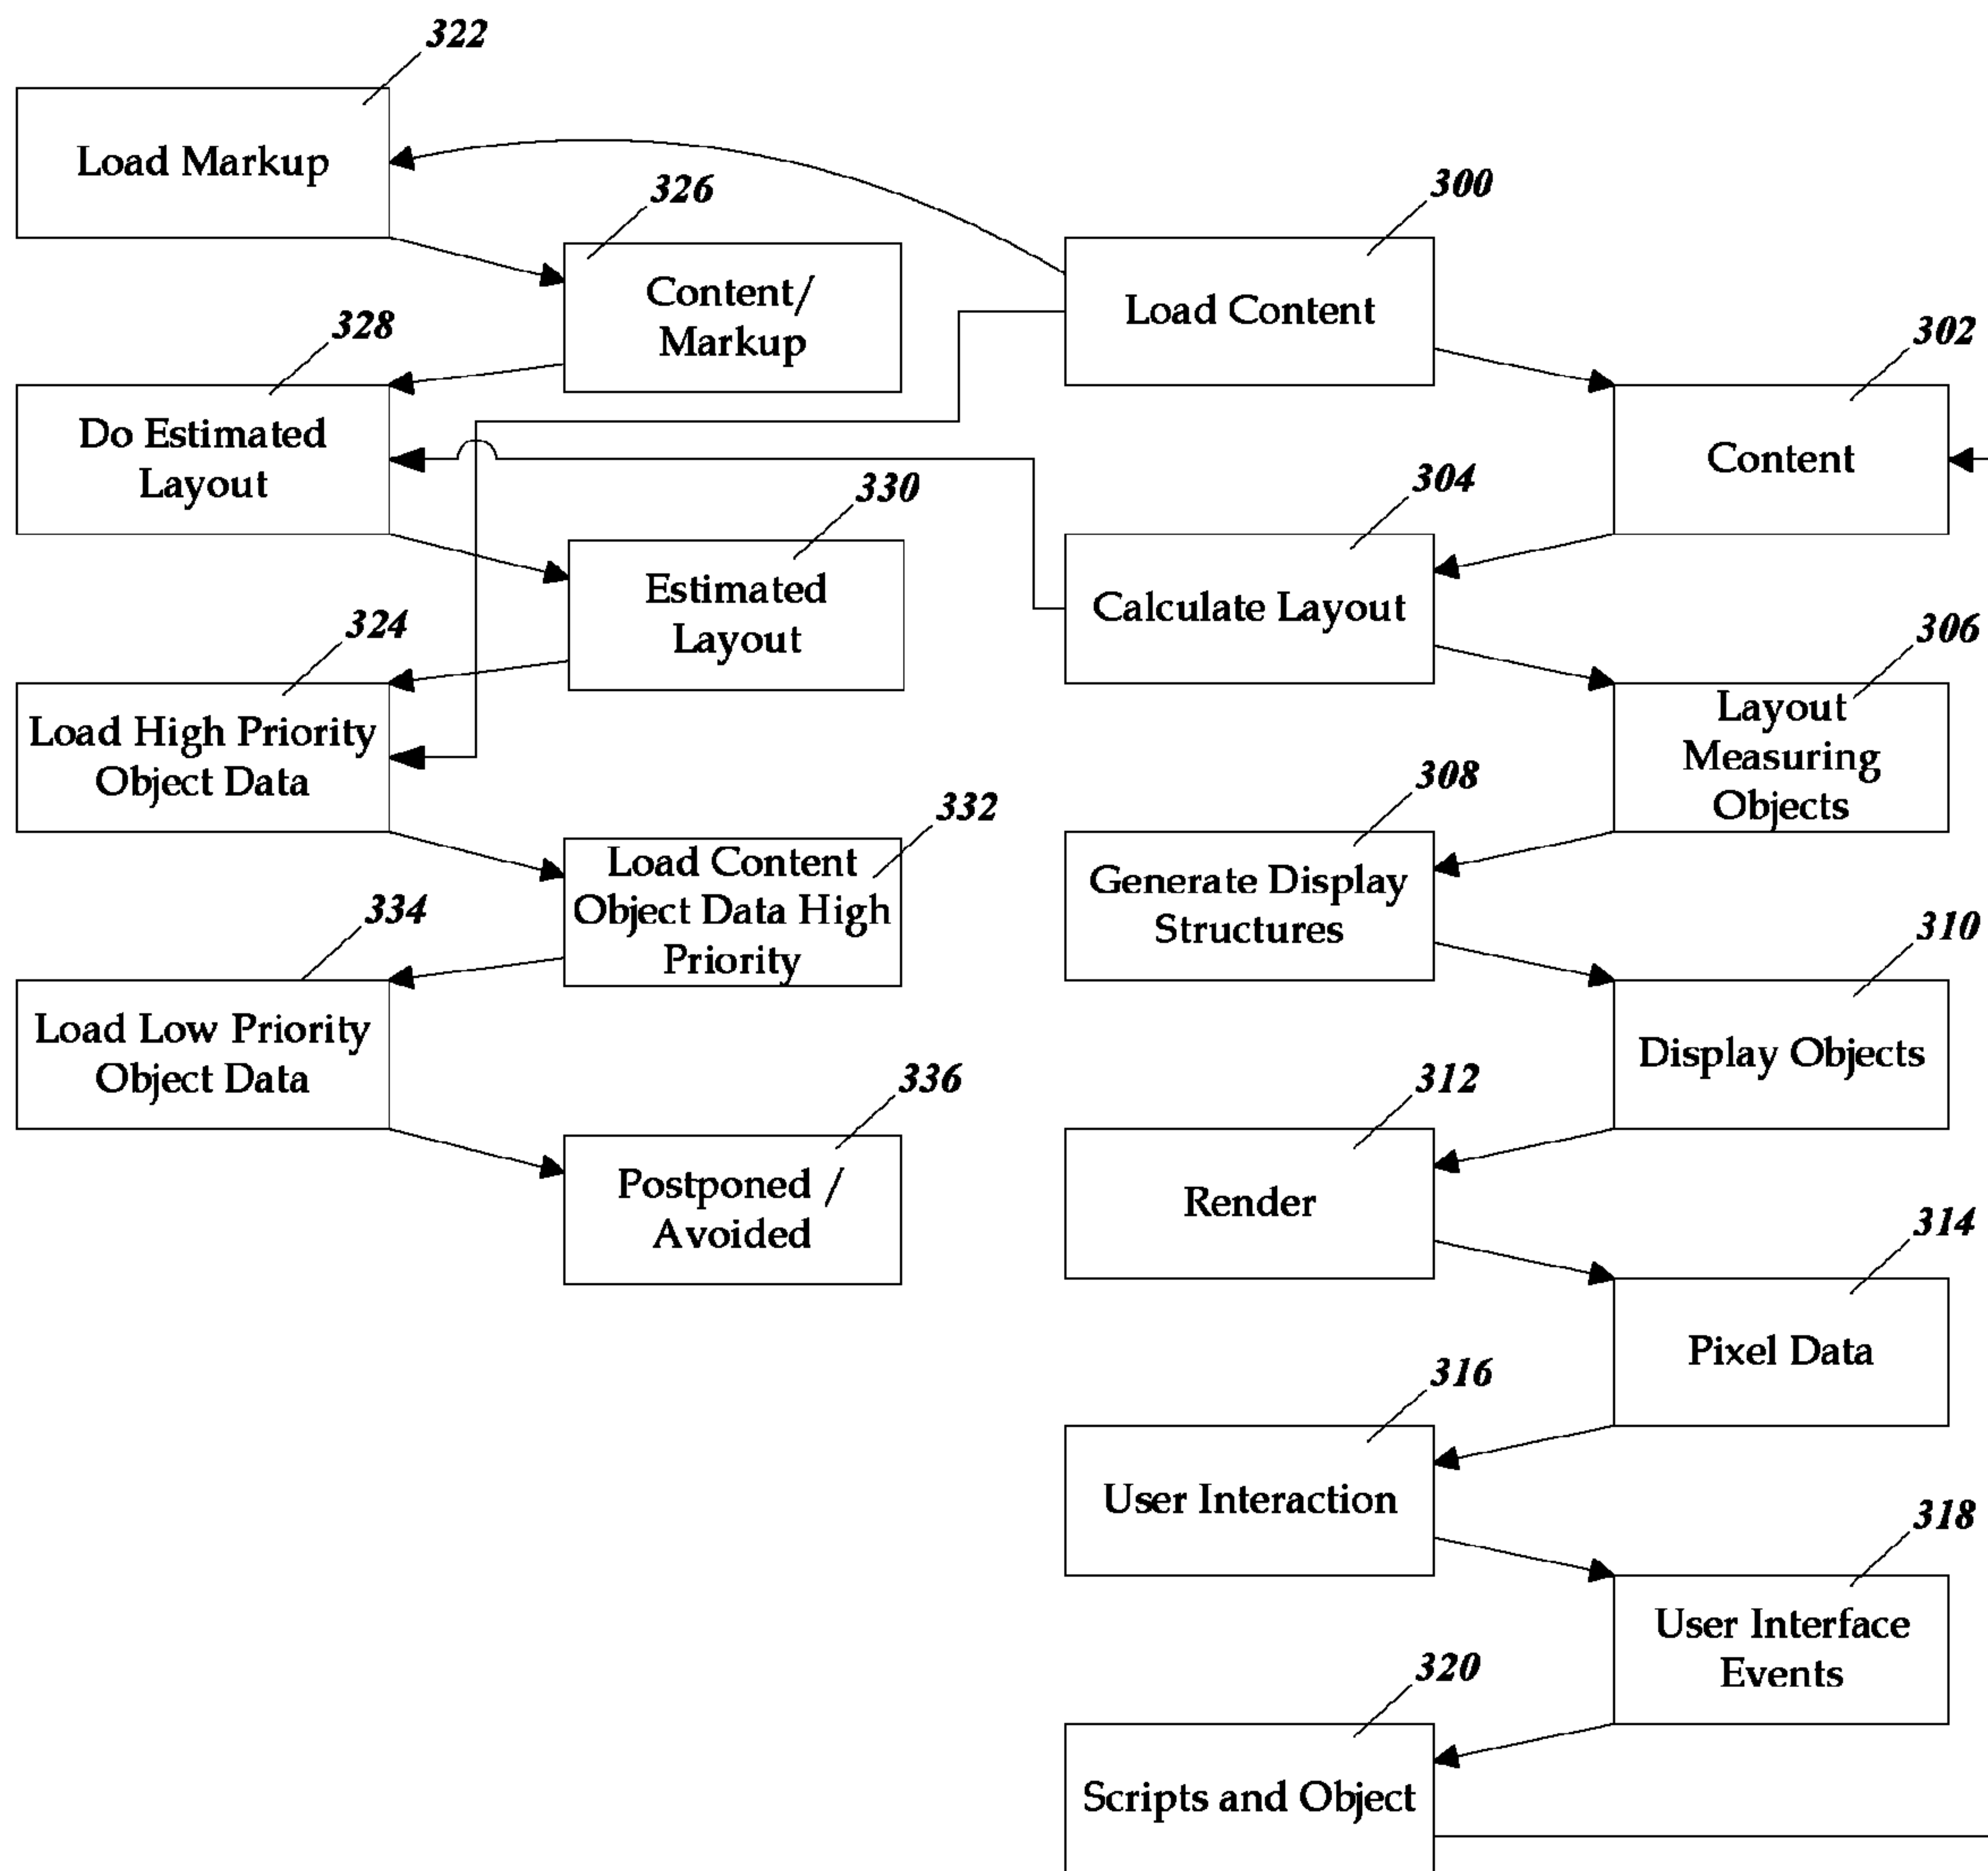 322
Load Markup
326
Content/
Markup
328
Do Estimated
Layout
330
Estimated
Layout
324
Load High Priority
Object Data
332
Load Content
Object Data High
Priority
334
Load Low Priority
Object Data
336
Postponed /
Avoided
300
Load Content
302
Content
304
Calculate Layout
306
Layout
Measuring
Objects
308
Generate Display
Structures
310
Display Objects
312
Render
314
Pixel Data
316
User Interaction
318
User Interface
Events
320
Scripts and Object